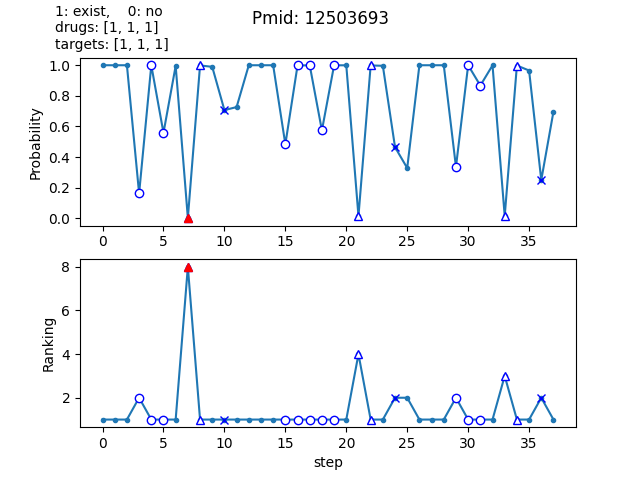 1: exist,    0: no
drugs: [1, 1, 1]
targets: [1, 1, 1]
Pmid: 12503693
Probability
1.0
0.8
0.6
0.4
0.2
0.0
0 5 10 15 20 25 30 35
Ranking
8
6
4
2
0 5 10 15 20 25 30 35
step